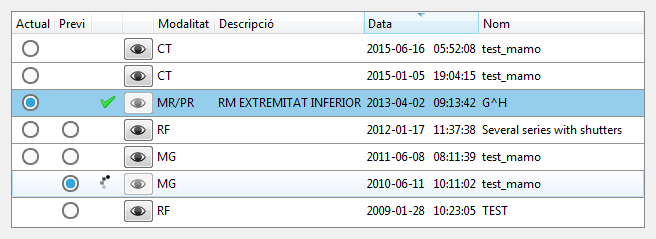 Actual Previ Modalitat Descripció Data Nom
CT 2015-06-16 05:52:08 test_mamo
CT 2015-01-05 19:04:15 test_mamo
MR/PR RM EXTREMITAT INFERIOR 2013-04-02 09:13:42 G^H
RF 2012-01-17 11:37:38 Several series with shutters
MG 2011-06-08 08:11:39 test_mamo
MG 2010-06-11 10:11:02 test_mamo
RF 2009-01-28 10:23:05 TEST